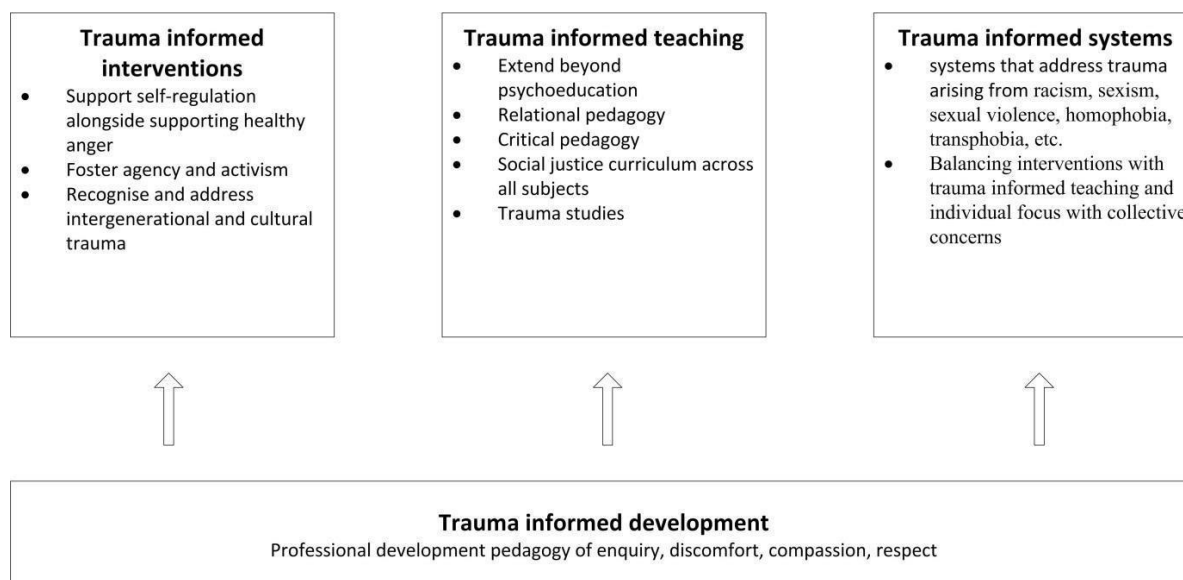 Trauma informed
interventions
• Support self-regulation
alongside supporting healthy
anger
• Foster agency and activism
• Recognise and address
intergenerational and cultural
trauma
Trauma informed teaching
• Extend beyond
psychoeducation
• Relational pedagogy
• Critical pedagogy
• Social justice curriculum across
all subjects
• Trauma studies
Trauma informed systems
• systems that address trauma
arising from racism, sexism,
sexual violence, homophobia,
transphobia, etc.
• Balancing interventions with
trauma informed teaching and
individual focus with collective
concerns
Trauma informed development
Professional development pedagogy of enquiry, discomfort, compassion, respect